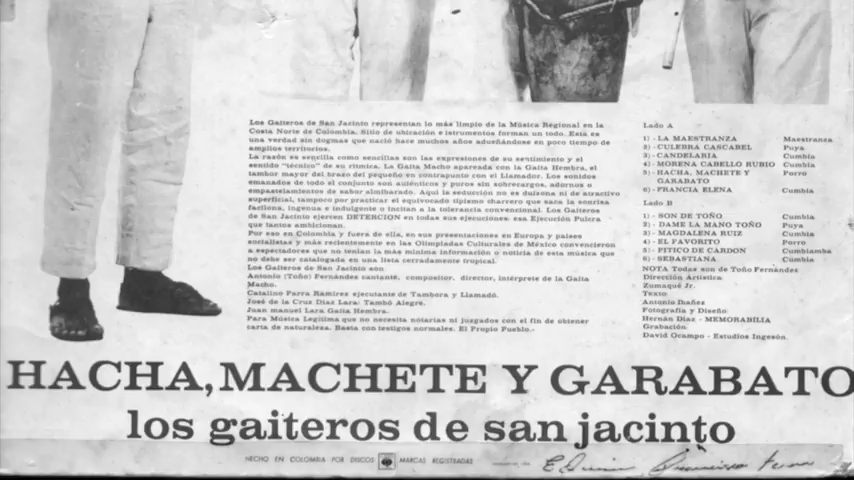 Los Gaiteros de San Jacinto representan lo más limpio de la Música Regional en la
Costa Norte de Colombia. Sitio de ubicación e istrumentos forman un todo. Esta es
una verdad sin dogmas que nació hace muchos años adueñándose en poco tiempo de
amplios territorios.
La razón es sencilla como sencillas son las expresiones de su sentimiento y el
sentido "técnico" de su rítmica. La Gaita Macho apareada con la Gaita Hembra, el
tambor mayor del brazo del pequeño en contrapunto con el Llamador. Los sonidos
emanados de todo el conjunto son auténticos y puros sin sobrecargos, adornos o
empastelamientos de sabor almibarado. Aquí la seducción no es dulsona ni de atractivo
superficial, tampoco por practicar el equivocado tipismo charrero que saca la sonrisa
facilona, ingenua e indulgente o incitan a la tolerancia convencional. Los Gaiteros
de San Jacinto ejercen DETERCION en todas sus ejecuciones: esa Ejecución Pulcra
que tantos ambicionan.
Por eso en Colombia y fuera de ella, en sus presentaciones en Europa y países
socialistas y más recientemente en las Olimpiadas Culturales de México convencieron
a espectadores que no tenían la más mínima información o noticia de esta música que
no debe ser catalogada en una lista cerradamente tropical.
Los Gaiteros de San Jacinto són
Antonio (Toño) Fernández cantante, compositor, director, intérprete de la Gaita
Macho.
Catalino Parra Ramírez ejecutante de Tambora y Llamado.
José de la Cruz Díaz Lara: Tambó Alegre.
Juan manuel Lara Gaita Hembra.
Para Música Legítima que no necesita notarías ni juzgados con el fin de obtener
carta de naturaleza. Basta con testigos normales. El Propio Pueblo.-
Lado A
1) - LA MAESTRANZA Maestranza
2) - CULEBRA CASCABEL Puya
3) - CANDELARIA Cumbia
4) - MORENA CABELLO RUBIO Cumbia
5) - HACHA, MACHETE Y Porro
GARABATO
6) - FRANCIA ELENA Cumbia
Lado B
1) - SON DE TOÑO Cumbia
2) - DAME LA MANO TOÑO Puya
3) - MAGDALENA RUIZ Cumbia
4) - EL FAVORITO Porro
5) - PITICO DE CARDON Cumbiamba
6) - SEBASTIANA Cumbia
NOTA Todas son de Toño Fernández
Dirección Artística:
Zumaqué Jr.
Texto:
Antonio Ibañez
Fotografía y Diseño
Hernán Díaz - MEMORABILIA
Grabación
David Ocampo - Estudios Ingesón.
HACHA, MACHETE Y GARABATO
los gaiteros de san jacinto
HECHO EN COLOMBIA POR DISCOS MARCAS REGISTRADAS